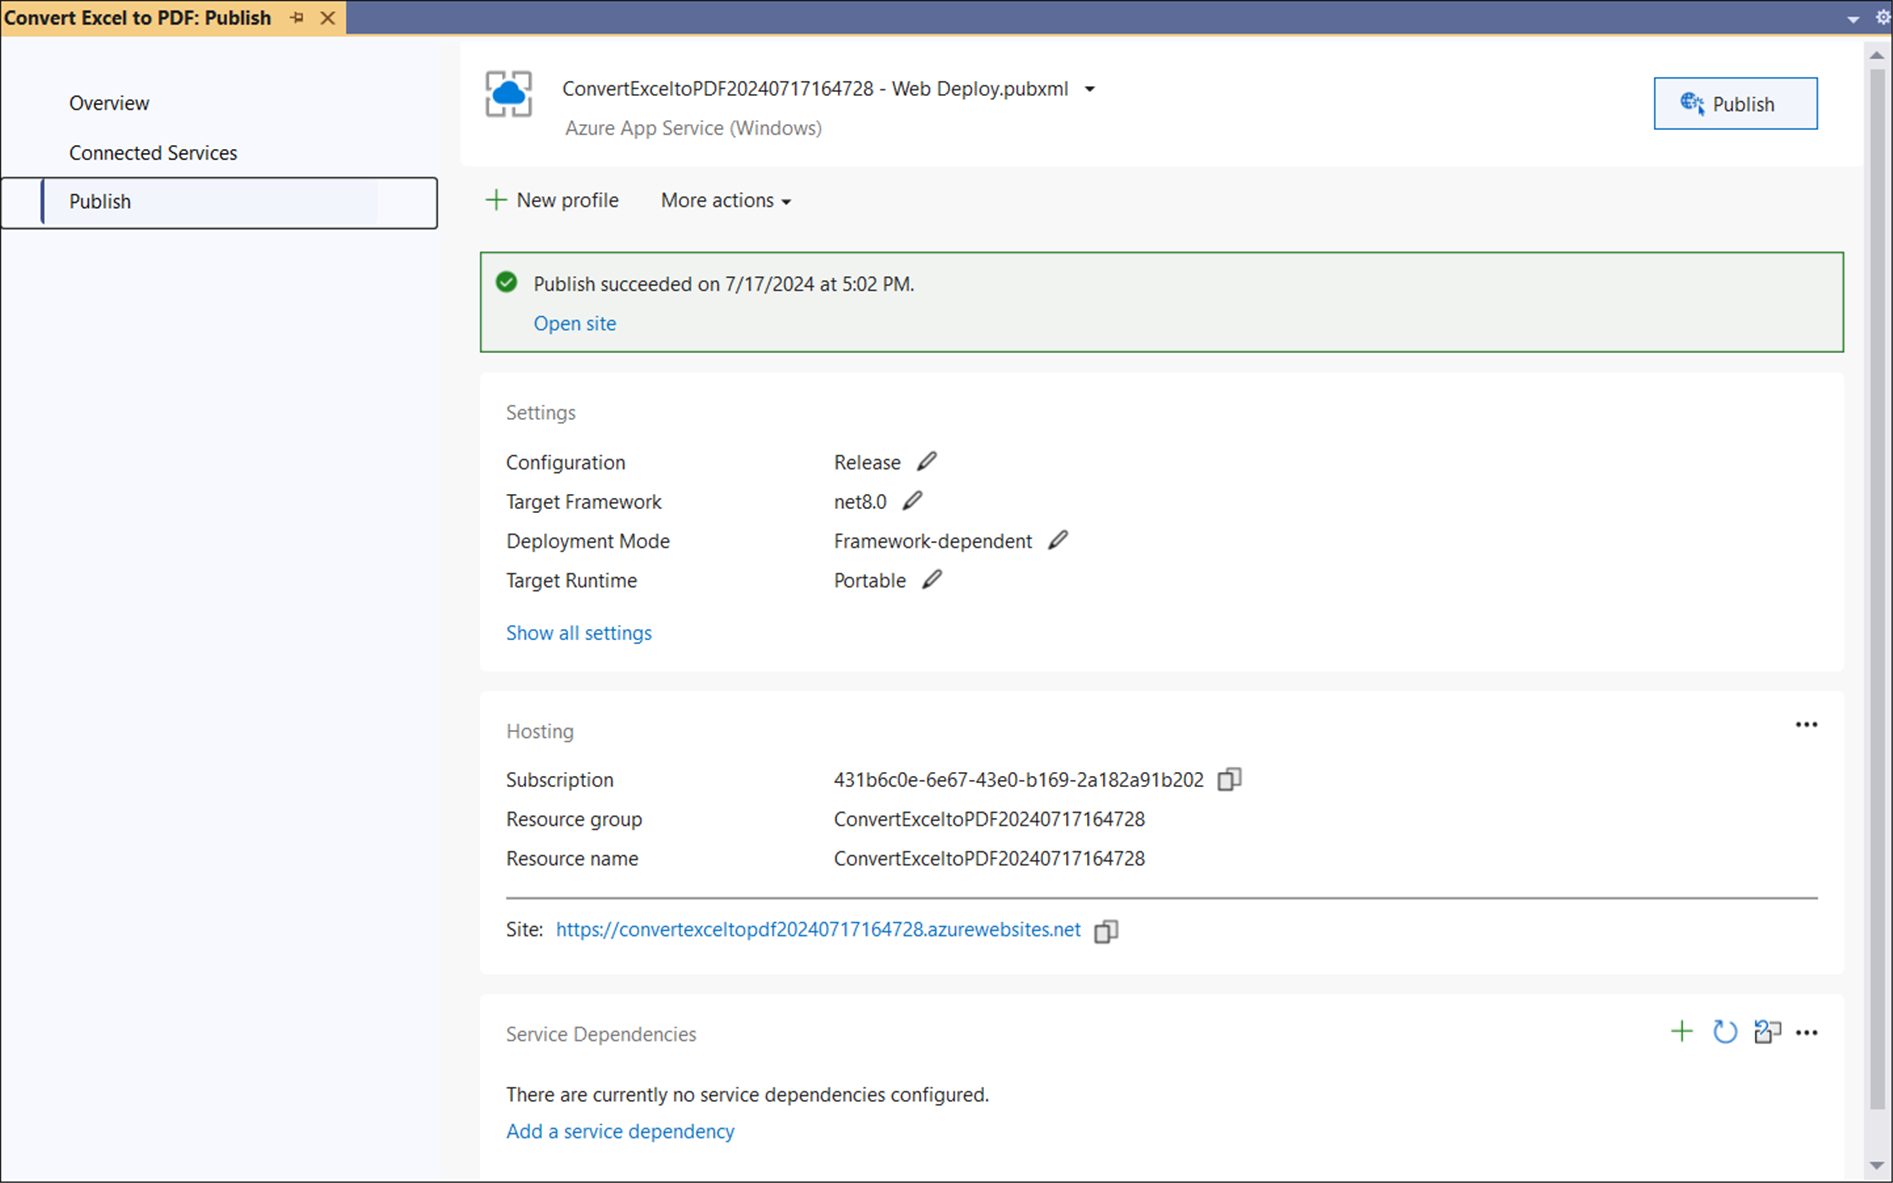 Convert Excel to PDF: Publish
Overview
Connected Services
Publish
ConvertExceltoPDF20240717164728 - Web Deploy.pubxml
Azure App Service (Windows)
Publish
New profile More actions
Publish succeeded on 7/17/2024 at 5:02 PM.
Open site
Settings
Configuration Release
Target Framework net8.0
Deployment Mode Framework-dependent
Target Runtime Portable
Show all settings
Hosting
Subscription 431b6c0e-6e67-43e0-b169-2a182a91b202
Resource group ConvertExceltoPDF20240717164728
Resource name ConvertExceltoPDF20240717164728
Site: https://convertexceltopdf20240717164728.azurewebsites.net
Service Dependencies
There are currently no service dependencies configured.
Add a service dependency